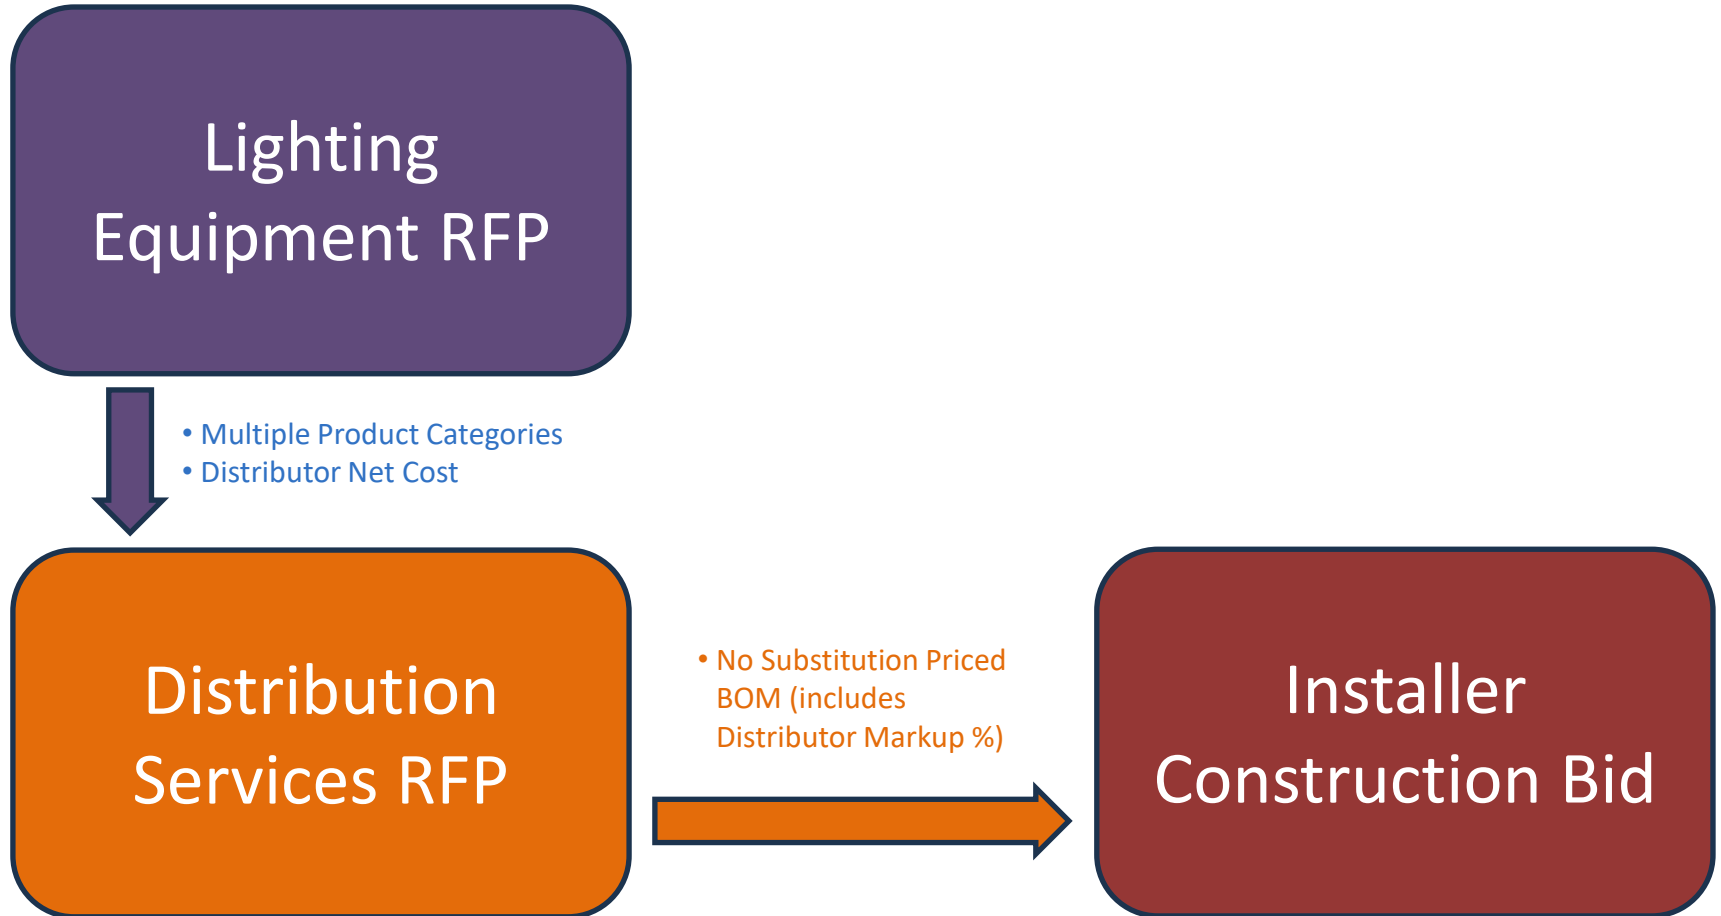 Lighting
Equipment RFP
• Multiple Product Categories
• Distributor Net Cost
Distribution
Services RFP
• No Substitution Priced
BOM (includes
Distributor Markup %)
Installer
Construction Bid